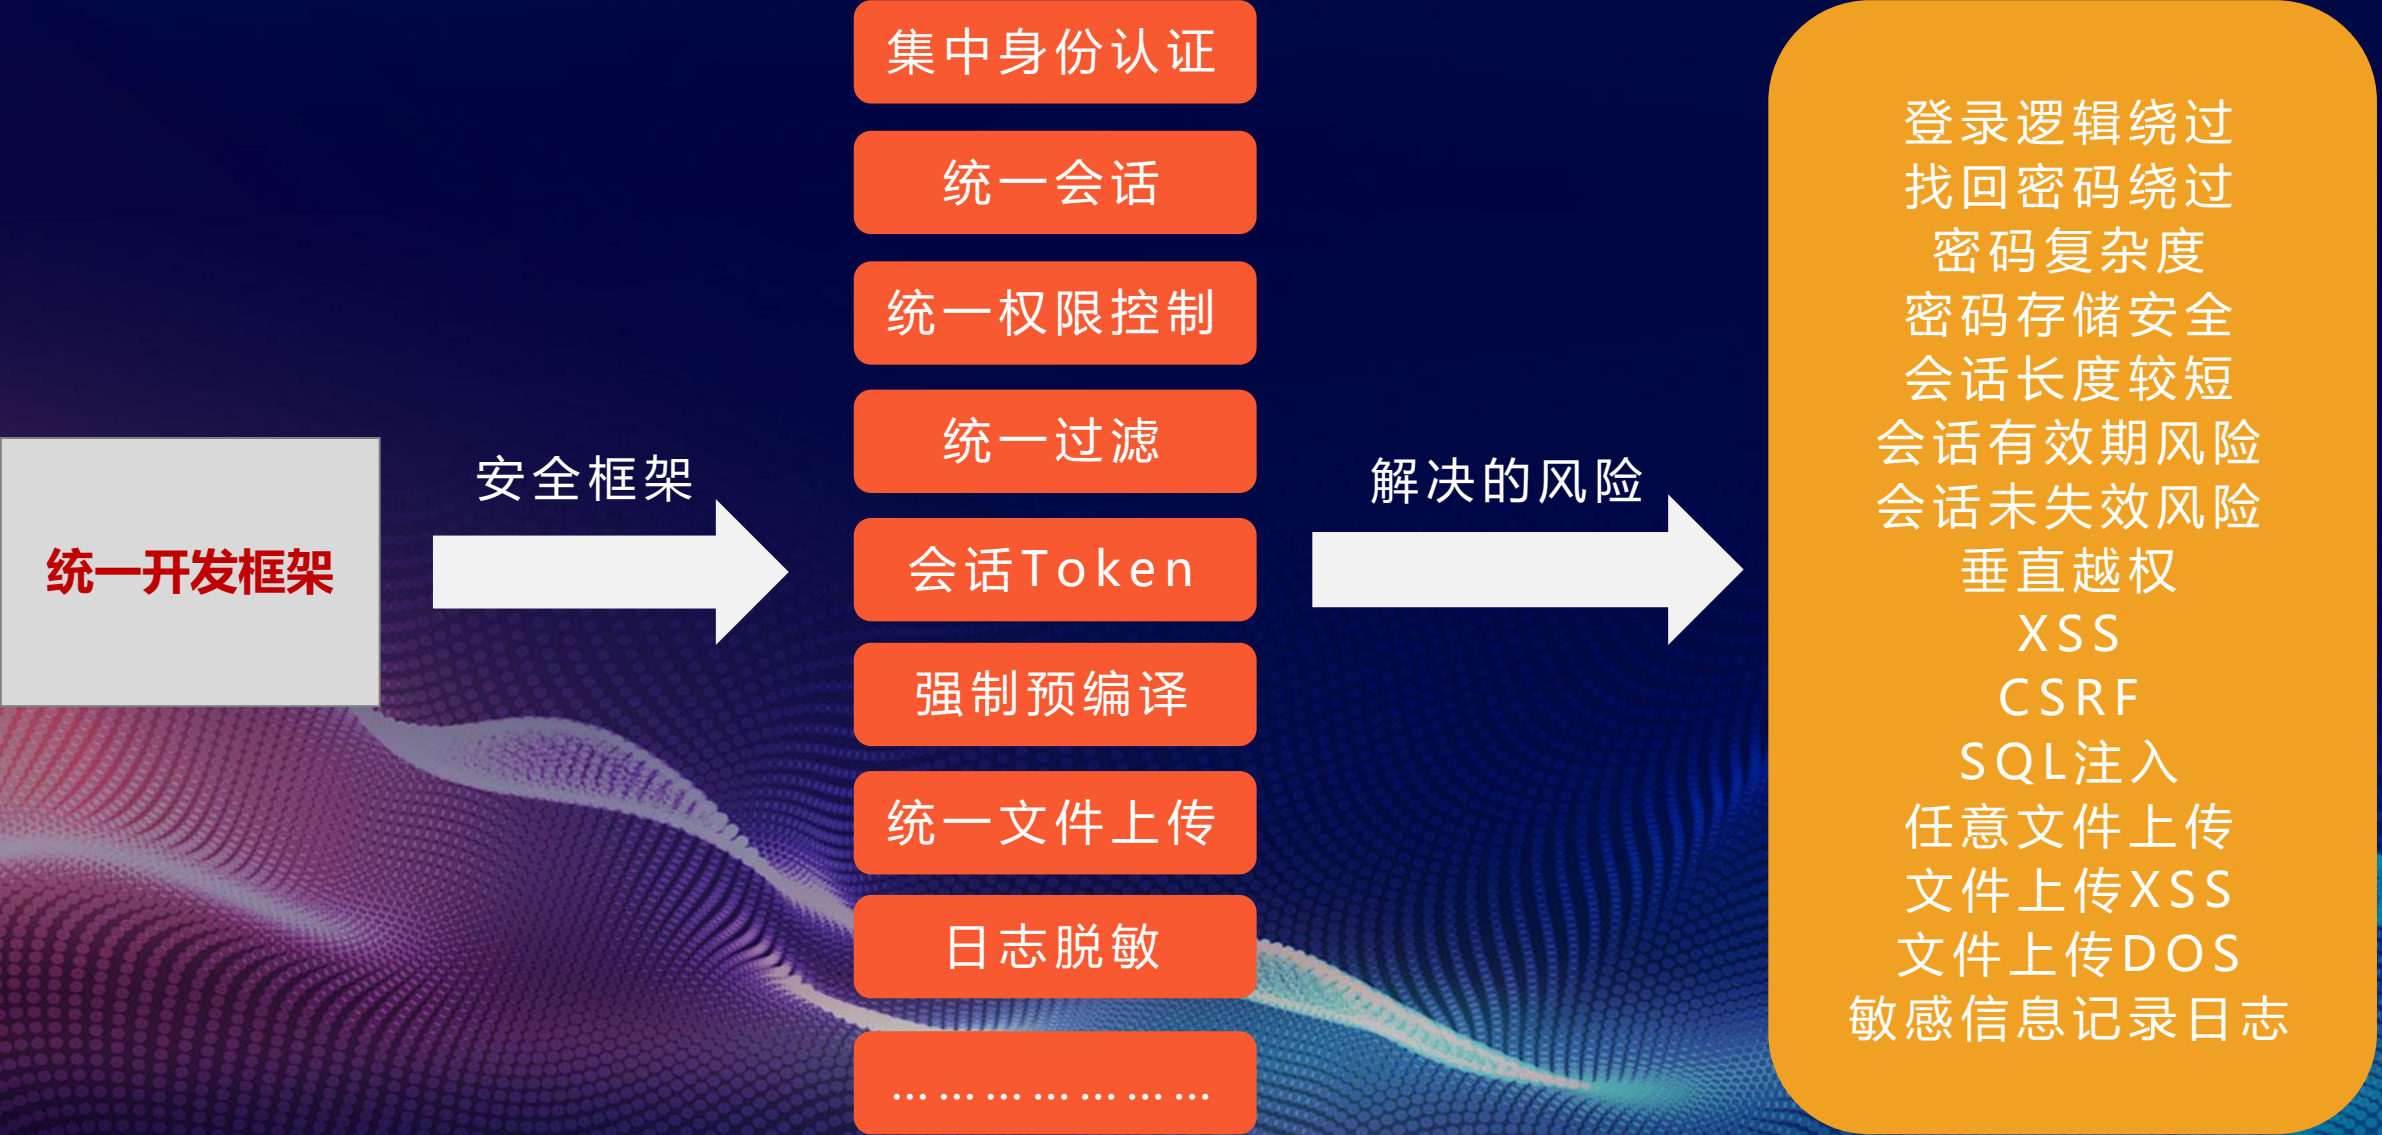 统一开发框架
安全框架
集中身份认证
统一会话
统一权限控制
统一过滤
会话Token
强制预编译
统一文件上传
日志脱敏
…………………
解决的风险
登录逻辑绕过
找回密码绕过
密码复杂度
密码存储安全
会话长度较短
会话有效期风险
会话未失效风险
垂直越权
XSS
CSRF
SQL注入
任意文件上传
文件上传XSS
文件上传DOS
敏感信息记录日志